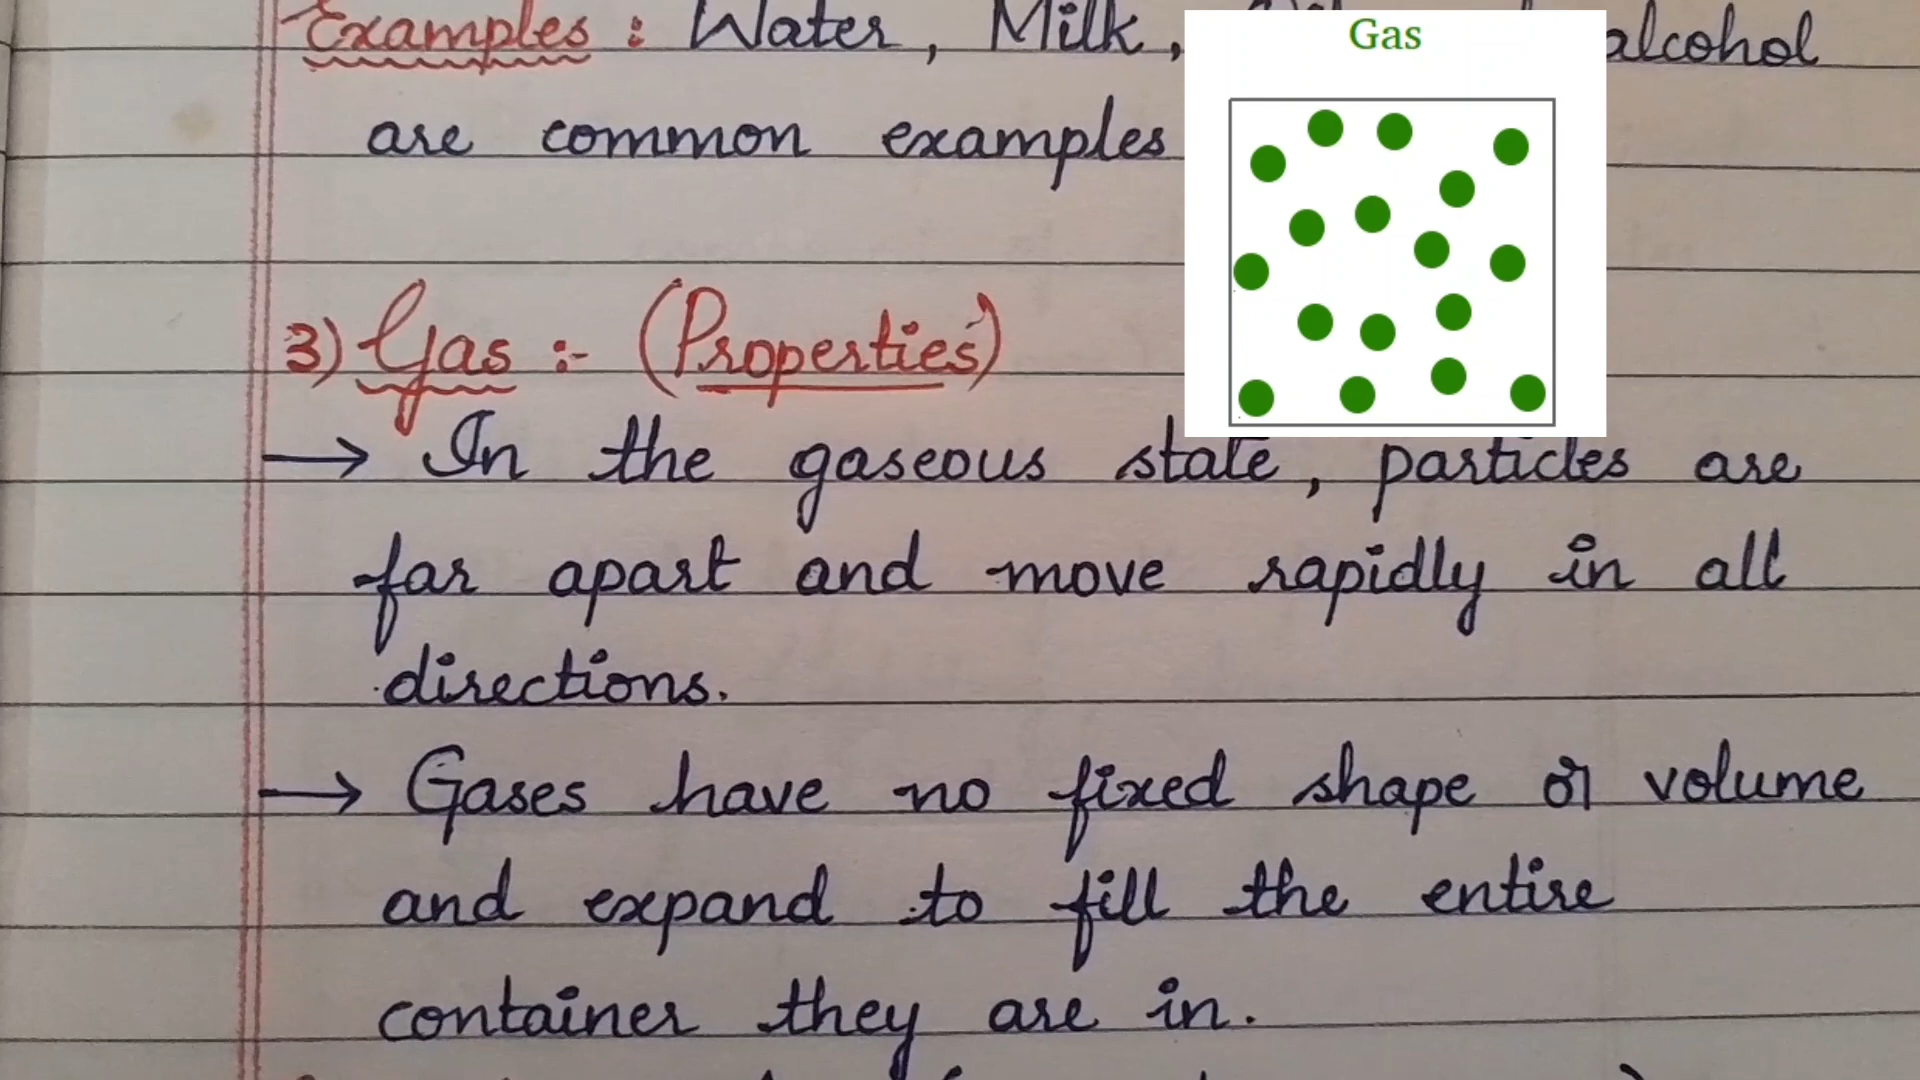 Examples : Water, Milk, alcohol
are common examples
Gas
3) Gas :- (Properties)
→ In the gaseous state, particles are
far apart and move rapidly in all
directions.
→ Gases have no fixed shape or volume
and expand to fill the entire
container they are in.